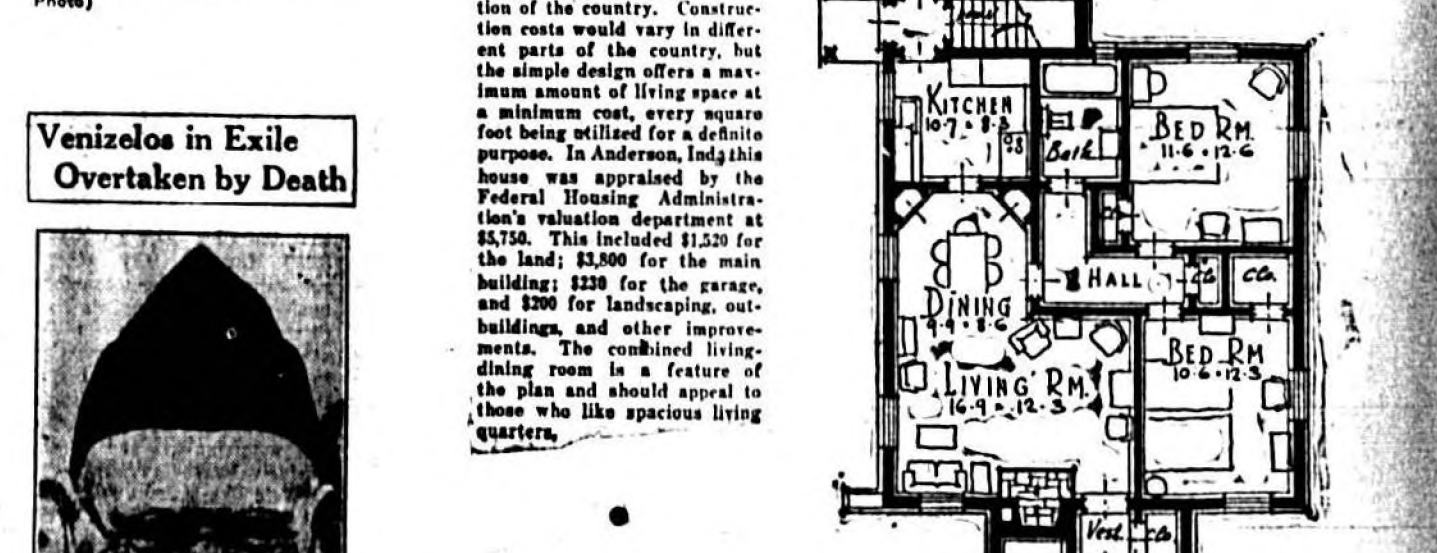 Photo)
Venizelos in Exile
Overtaken by Death
tion of the country. Construc-
tion costs would vary in differ-
ent parts of the country, but
the simple design offers a max-
imum amount of living space at
a minimum cost, every square
foot being utilized for a definite
purpose. In Anderson, Ind., this
house was appraised by the
Federal Housing Administra-
tion's valuation department at
$5,750. This included $1,520 for
the land; $3,800 for the main
building; $230 for the garage,
and $200 for landscaping, out-
buildings, and other improve-
ments. The combined living-
dining room is a feature of
the plan and should appeal to
those who like spacious living
quarters.
KITCHEN
10·7 · 8·3
Bath
BED RM.
11·6 · 12·6
HALL
Clo
Clo.
DINING
9·9 · 8·6
LIVING RM.
16·9 · 12·3
BED RM
10·6 · 12·3
Vest.
Clo.